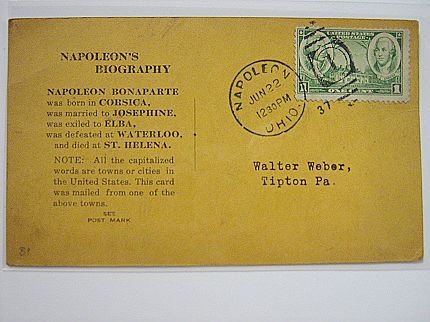 NAPOLEON'S
BIOGRAPHY
NAPOLEON BONAPARTE
was born in CORSICA,
was married to JOSEPHINE,
was exiled to ELBA,
was defeated at WATERLOO,
and died at ST. HELENA.
NOTE: All the capitalized
words are towns or cities in
the United States. This card
was mailed from one of the
above towns.
SEE
POST MARK
NAPOLEON
JUN 22
1230PM
OHIO.
37
UNITED STATES
POSTAGE
1 ONE CENT 1
Walter Weber,
Tipton Pa.